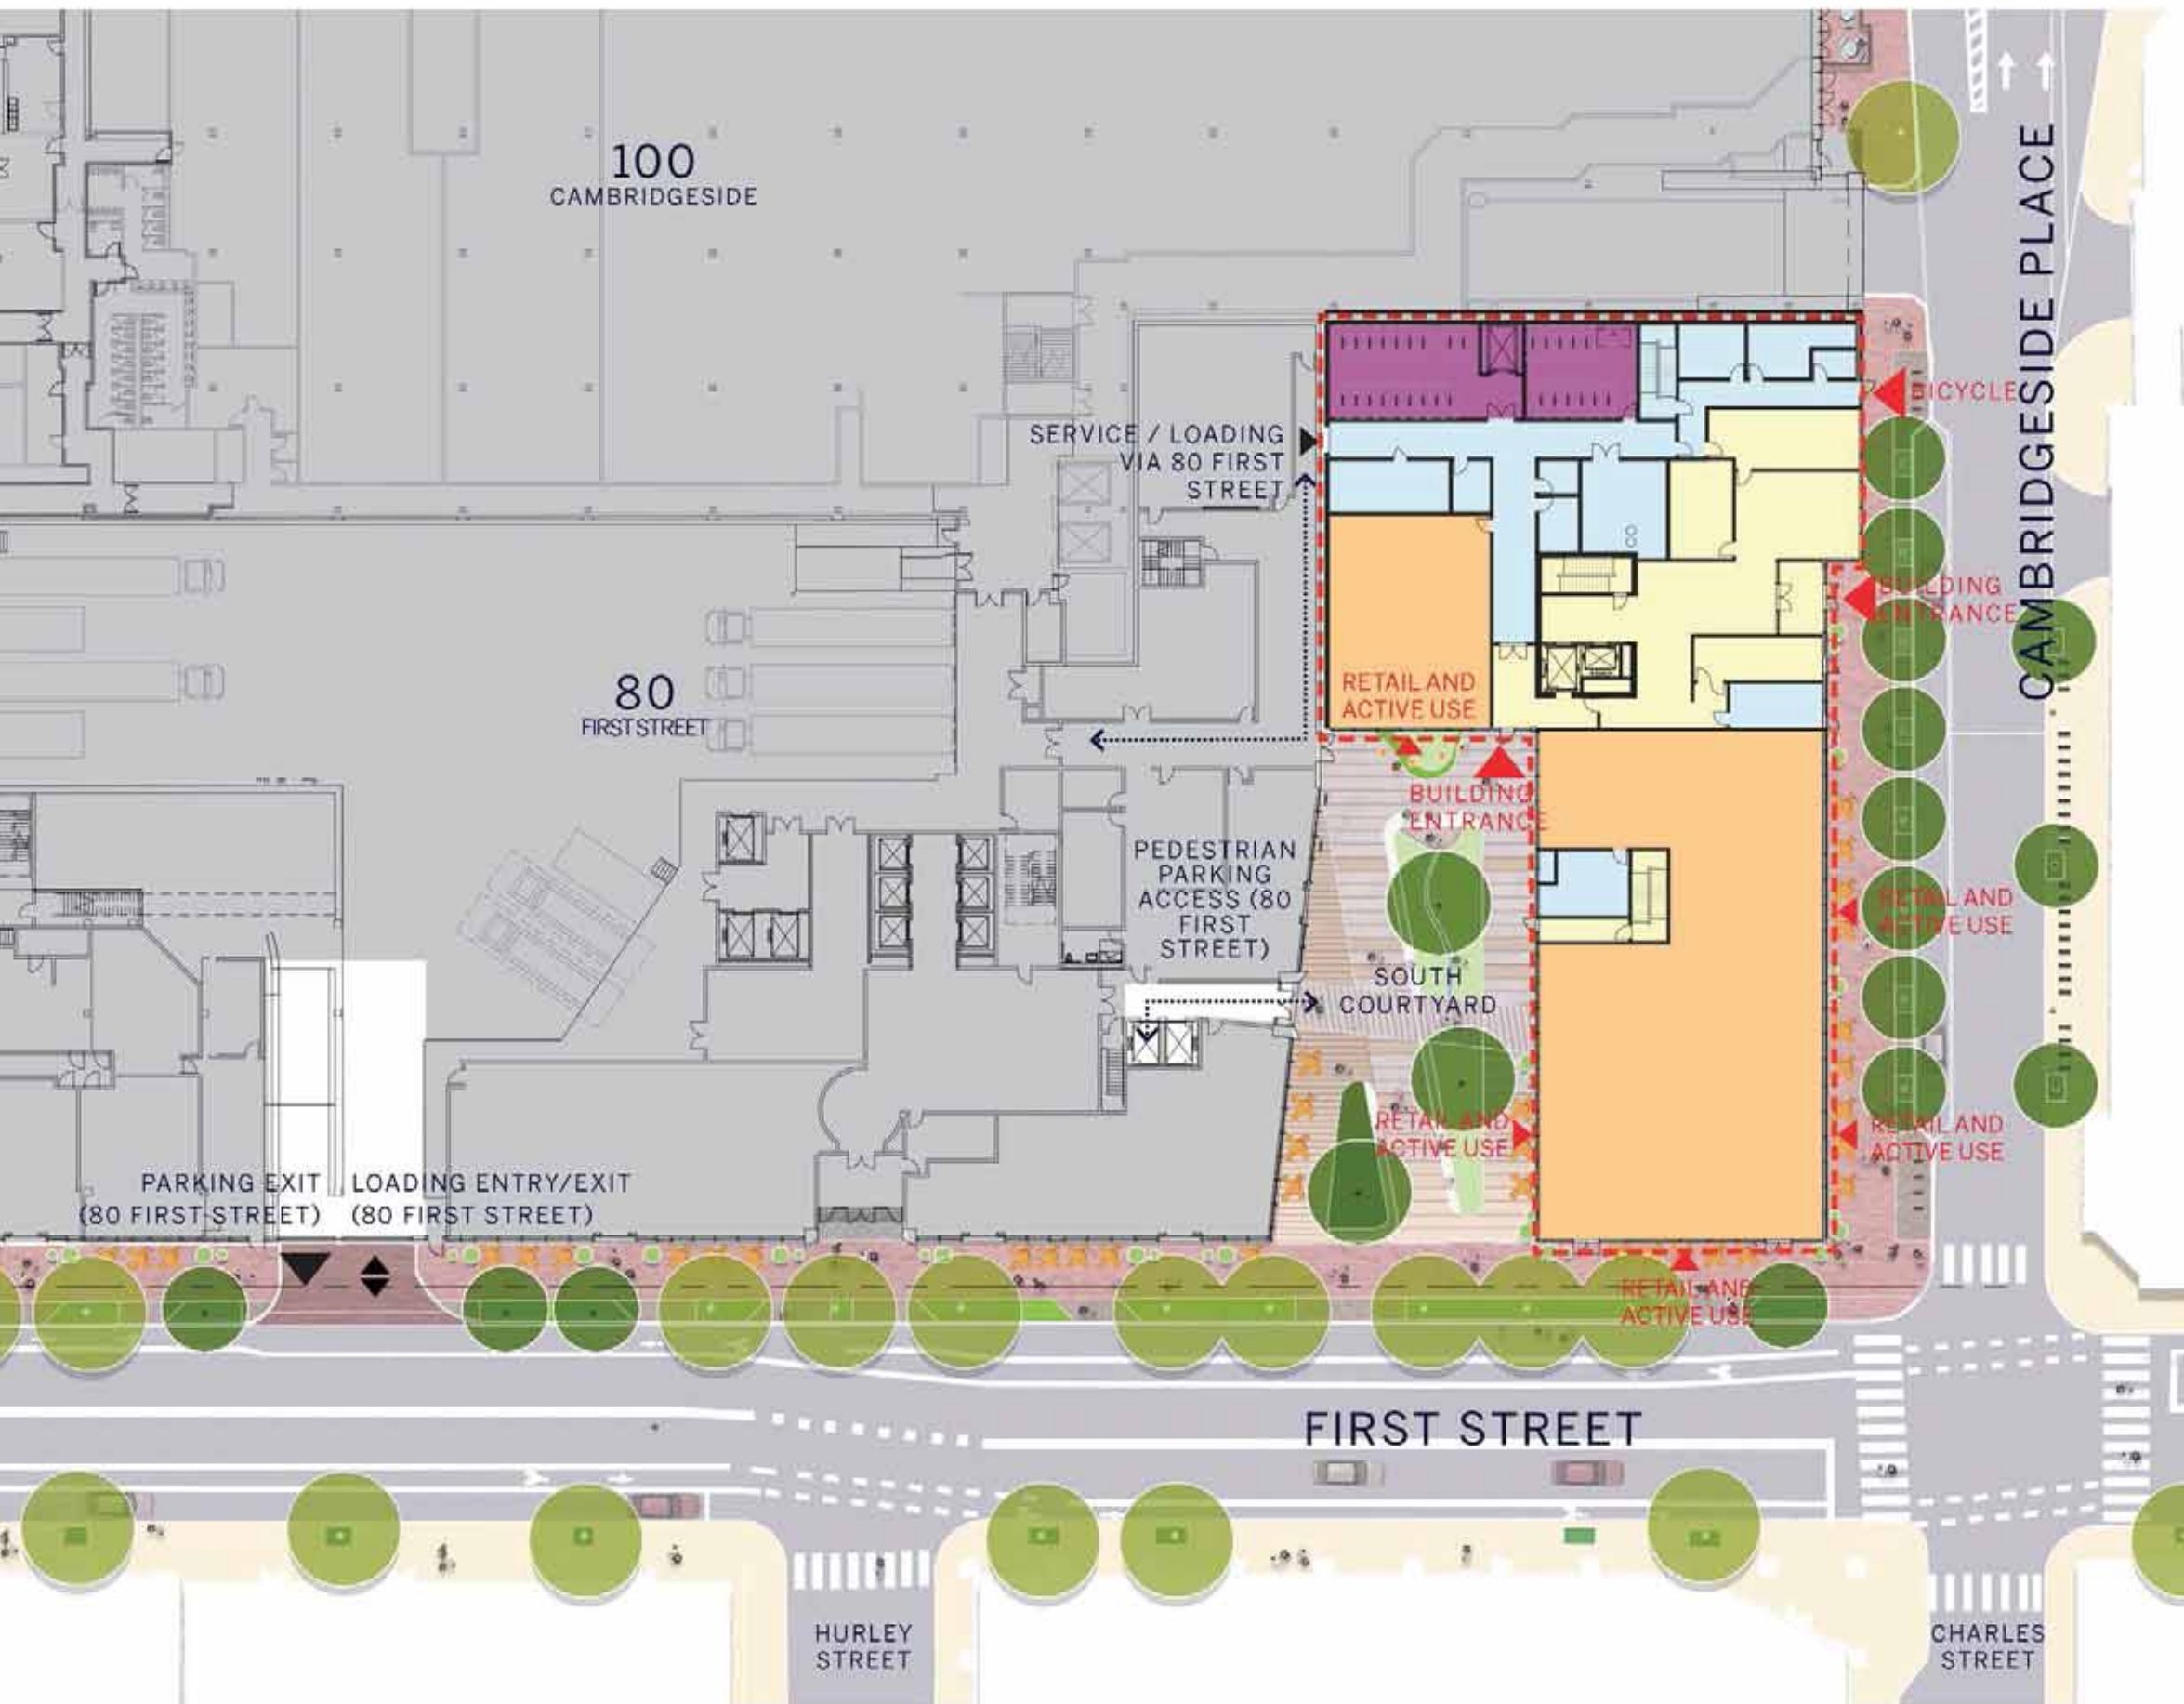 100
CAMBRIDGESIDE
CAMBRIDGESIDE PLACE
BICYCLE
SERVICE / LOADING
VIA 80 FIRST
STREET
BUILDING
ENTRANCE
80
FIRST STREET
RETAIL AND
ACTIVE USE
BUILDING
ENTRANCE
PEDESTRIAN
PARKING
ACCESS (80
FIRST
STREET)
RETAIL AND
ACTIVE USE
SOUTH
COURTYARD
RETAIL AND
ACTIVE USE
RETAIL AND
ACTIVE USE
PARKING EXIT
(80 FIRST STREET)
LOADING ENTRY/EXIT
(80 FIRST STREET)
RETAIL AND
ACTIVE USE
FIRST STREET
HURLEY
STREET
CHARLES
STREET